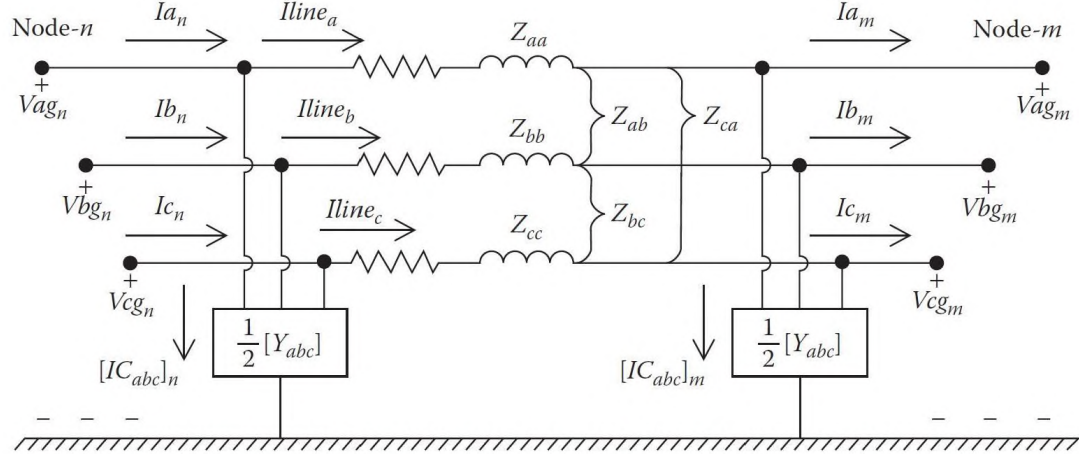 Node-n Ia_n Iline_a Z_aa Ia_m Node-m
+ +
Vag_n Ib_n Iline_b Z_bb Z_ab Z_ca Ib_m Vag_m
+ +
Vbg_n Ic_n Iline_c Z_cc Z_bc Ic_m Vbg_m
+ +
Vcg_n Vcg_m
1/2 [Y_abc] 1/2 [Y_abc]
[IC_abc]_n [IC_abc]_m
– – – – – –